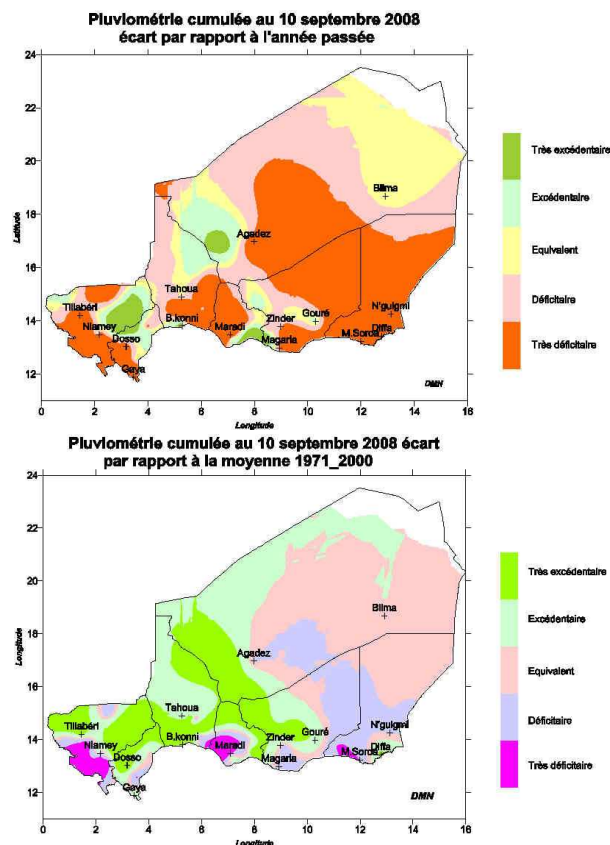 Pluviométrie cumulée au 10 septembre 2008
écart par rapport à l'année passée
24
22
20
18
16
14
12
Latitude
Bilma
Agadez
Tahoua
Tillabéri
B.konni
Maradi
Zinder
Gouré
N'guigmi
Niamey
Dosso
Magaria
M.Soroa
Diffa
Gaya
DMN
0 2 4 6 8 10 12 14 16
Longitude
Très excédentaire
Excédentaire
Equivalent
Déficitaire
Très déficitaire
Pluviométrie cumulée au 10 septembre 2008 écart
par rapport à la moyenne 1971_2000
24
22
20
18
16
14
12
Latitude
Bilma
Agadez
Tahoua
Tillabéri
B.konni
Maradi
Zinder
Gouré
N'guigmi
Niamey
Dosso
Magaria
M.Soroa
Diffa
Gaya
DMN
0 2 4 6 8 10 12 14 16
Longitude
Très excédentaire
Excédentaire
Equivalent
Déficitaire
Très déficitaire